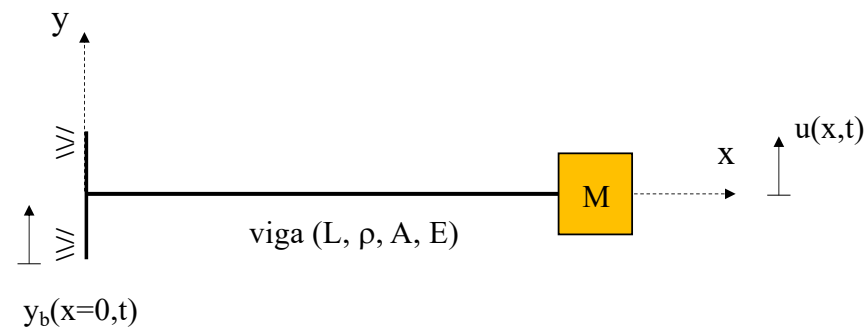 y
u(x,t)
x
M
viga (L, ρ, A, E)
y_b(x=0,t)